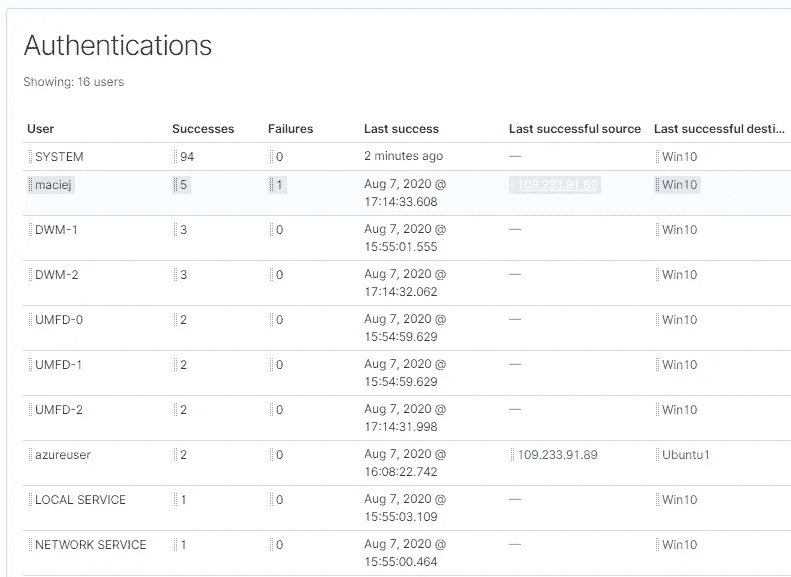 Authentications
Showing: 16 users
User Successes Failures Last success Last successful source Last successful desti...
SYSTEM 94 0 2 minutes ago — Win10
maciej 5 1 Aug 7, 2020 @ 109.233.91.89 Win10
17:14:33.608
DWM-1 3 0 Aug 7, 2020 @ — Win10
15:55:01.555
DWM-2 3 0 Aug 7, 2020 @ — Win10
17:14:32.062
UMFD-0 2 0 Aug 7, 2020 @ — Win10
15:54:59.629
UMFD-1 2 0 Aug 7, 2020 @ — Win10
15:54:59.629
UMFD-2 2 0 Aug 7, 2020 @ — Win10
17:14:31.998
azureuser 2 0 Aug 7, 2020 @ 109.233.91.89 Ubuntu1
16:08:22.742
LOCAL SERVICE 1 0 Aug 7, 2020 @ — Win10
15:55:03.109
NETWORK SERVICE 1 0 Aug 7, 2020 @ — Win10
15:55:00.464